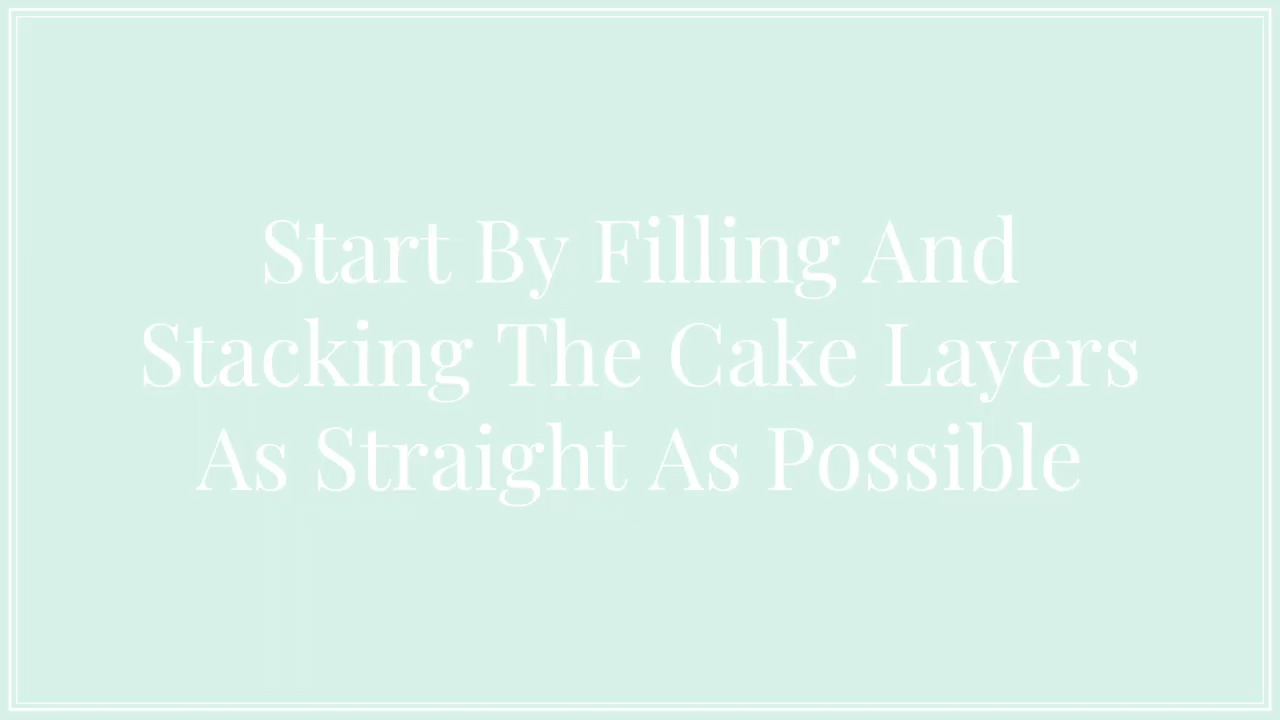 Start By Filling And
Stacking The Cake Layers
As Straight As Possible